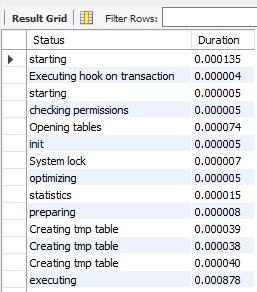 Result Grid Filter Rows:
Status Duration
starting 0.000135
Executing hook on transaction 0.000004
starting 0.000005
checking permissions 0.000005
Opening tables 0.000074
init 0.000005
System lock 0.000007
optimizing 0.000005
statistics 0.000015
preparing 0.000008
Creating tmp table 0.000039
Creating tmp table 0.000038
Creating tmp table 0.000040
executing 0.000878